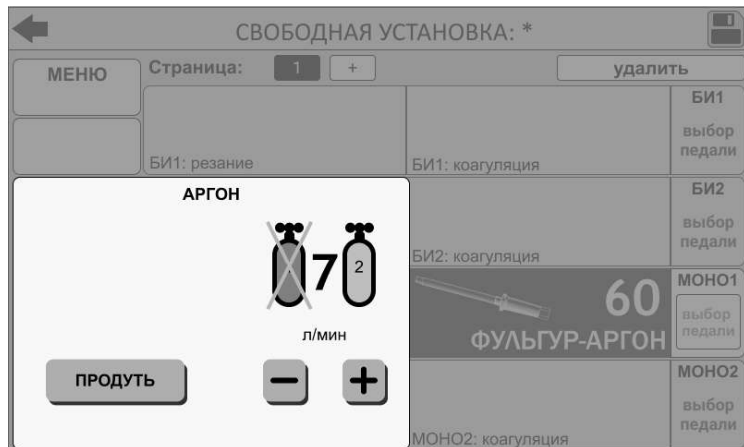 СВОБОДНАЯ УСТАНОВКА: *
МЕНЮ
Страница: 1 +
удалить
БИ1
выбор
педали
БИ1: резание
БИ1: коагуляция
БИ2
выбор
педали
БИ2: коагуляция
АРГОН
7
2
л/мин
ПРОДУТЬ
− +
60
ФУЛЬГУР-АРГОН
МОНО1
выбор
педали
МОНО2
выбор
педали
МОНО2: коагуляция